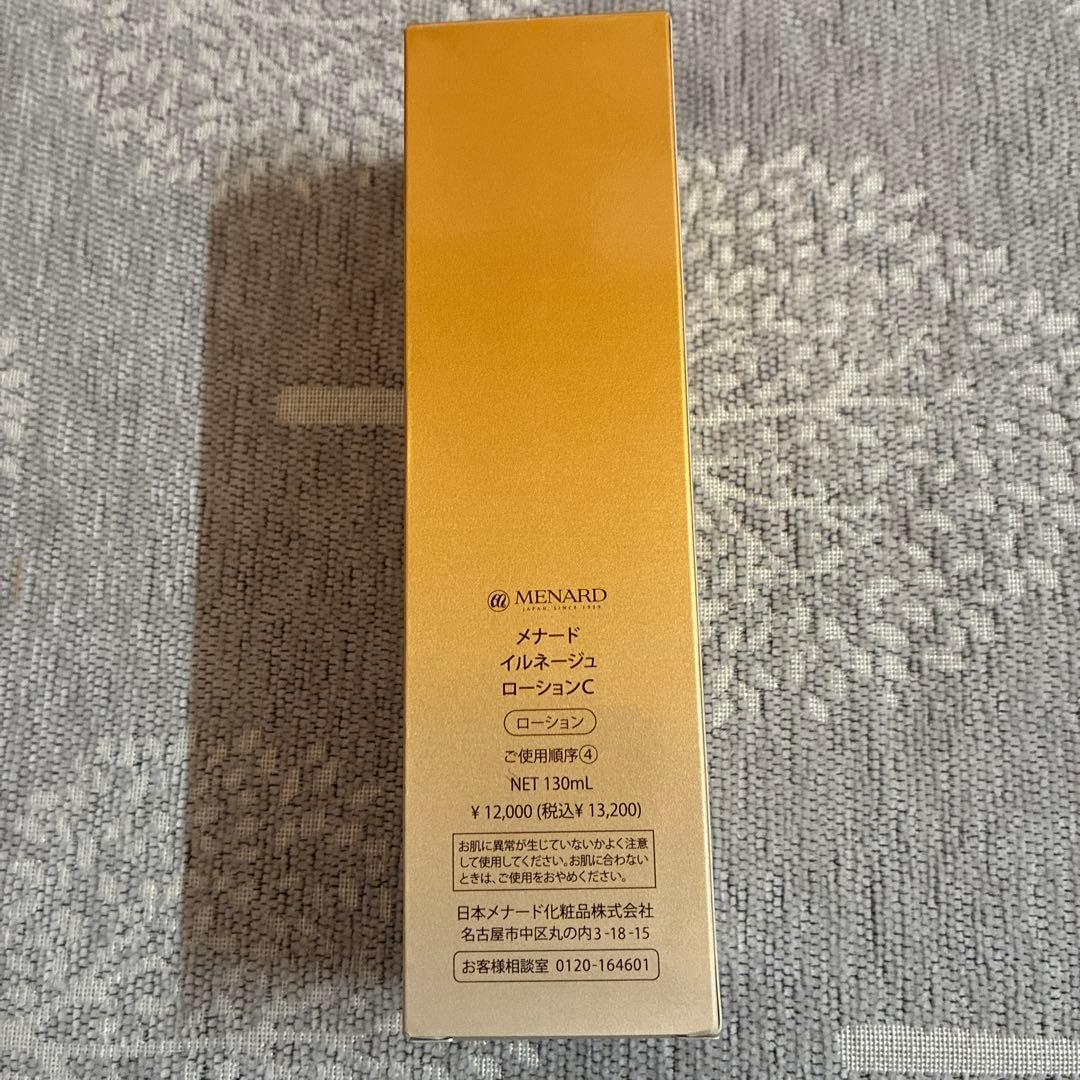 MENARD
JAPAN, SINCE 1959
メナード
イルネージュ
ローションC
ローション
ご使用順序④
NET 130mL
¥12,000 (税込¥13,200)
お肌に異常が生じていないかよく注意
して使用してください。お肌に合わない
ときは、ご使用をおやめください。
日本メナード化粧品株式会社
名古屋市中区丸の内3-18-15
お客様相談室 0120-164601